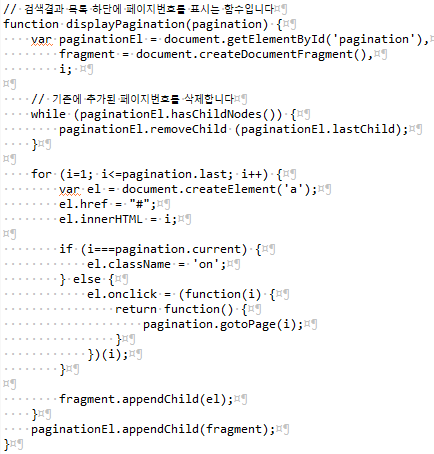 // 검색결과 목록 하단에 페이지번호를 표시는 함수입니다
function displayPagination(pagination) {
    var paginationEl = document.getElementById('pagination'),
        fragment = document.createDocumentFragment(),
        i;

    // 기존에 추가된 페이지번호를 삭제합니다
    while (paginationEl.hasChildNodes()) {
        paginationEl.removeChild (paginationEl.lastChild);
    }

    for (i=1; i<=pagination.last; i++) {
        var el = document.createElement('a');
        el.href = "#";
        el.innerHTML = i;

        if (i===pagination.current) {
            el.className = 'on';
        } else {
            el.onclick = (function(i) {
                return function() {
                    pagination.gotoPage(i);
                }
            })(i);
        }

        fragment.appendChild(el);
    }
    paginationEl.appendChild(fragment);
}